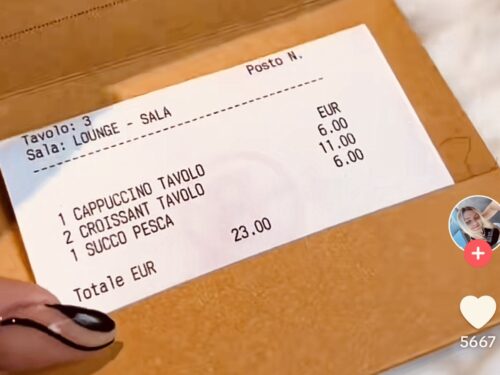 Tavolo: 3 Posto N.
Sala: LOUNGE - SALA
--------------------------------
EUR
1 CAPPUCCINO TAVOLO 6.00
2 CROISSANT TAVOLO 11.00
1 SUCCO PESCA 6.00
Totale EUR 23.00
5667